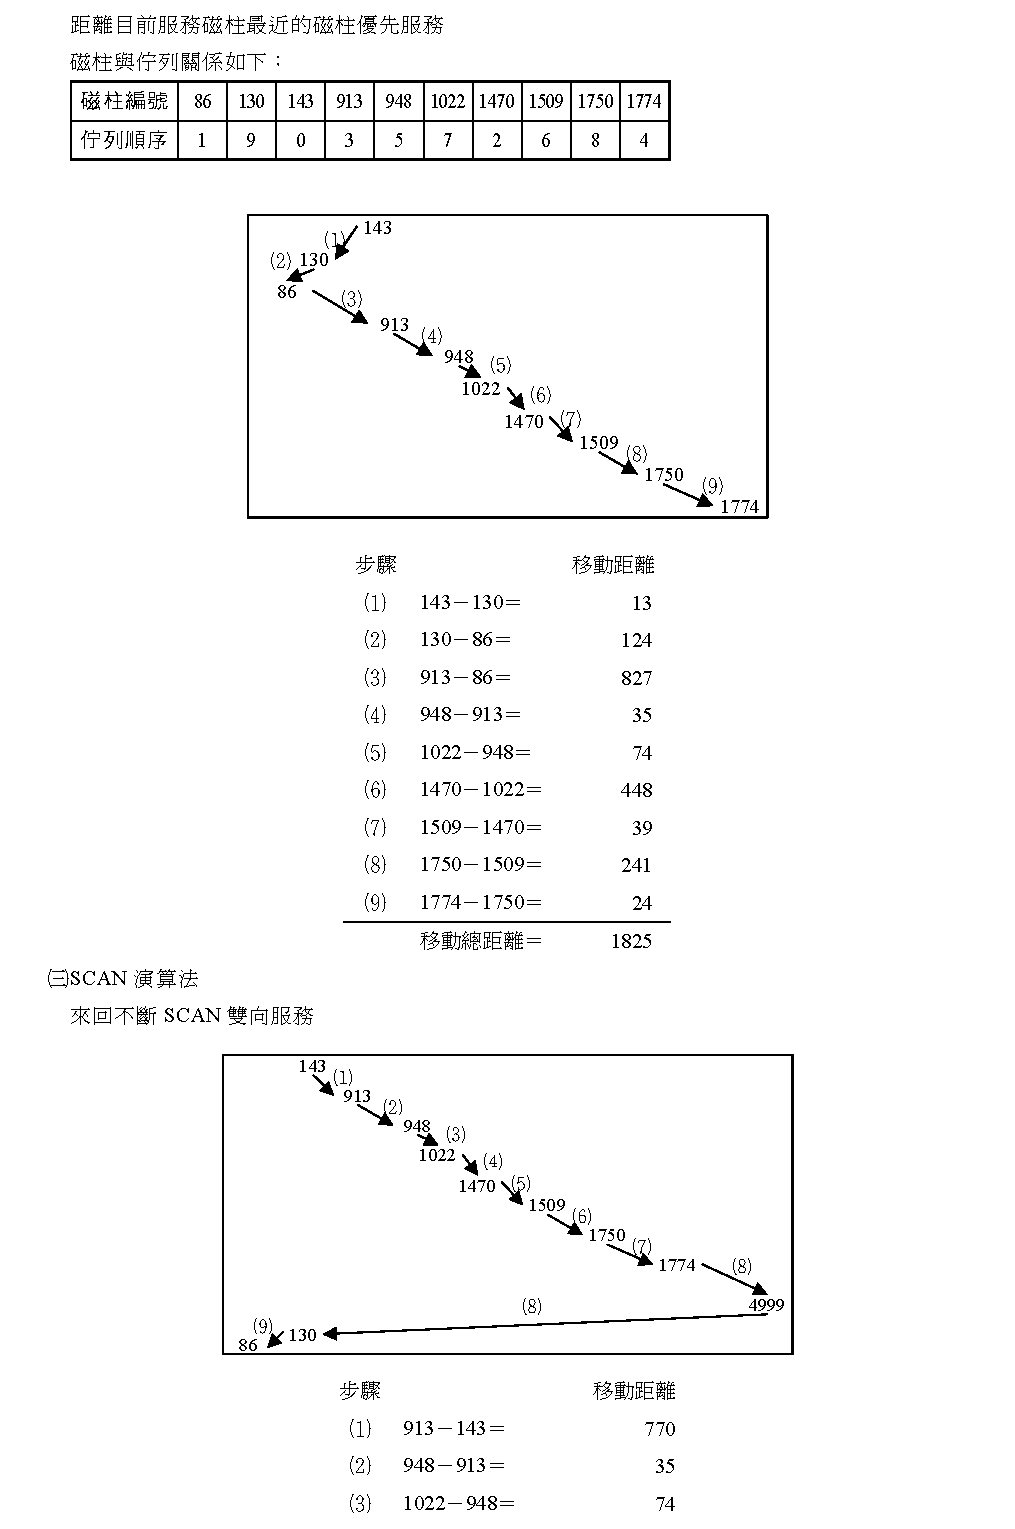 距離目前服務磁柱最近的磁柱優先服務
磁柱與佇列關係如下：
磁柱編號 86 130 143 913 948 1022 1470 1509 1750 1774
佇列順序 1 9 0 3 5 7 2 6 8 4
143
(1)
(2) 130
86
(3)
913
(4)
948
(5)
1022
(6)
1470
(7)
1509
(8)
1750
(9)
1774
步驟 移動距離
(1) 143－130＝ 13
(2) 130－86＝ 124
(3) 913－86＝ 827
(4) 948－913＝ 35
(5) 1022－948＝ 74
(6) 1470－1022＝ 448
(7) 1509－1470＝ 39
(8) 1750－1509＝ 241
(9) 1774－1750＝ 24
移動總距離＝ 1825
㈢SCAN 演算法
來回不斷 SCAN 雙向服務
143
(1)
913
(2)
948
(3)
1022
(4)
1470
(5)
1509
(6)
1750
(7)
1774
(8)
4999
(8)
130
(9)
86
步驟 移動距離
(1) 913－143＝ 770
(2) 948－913＝ 35
(3) 1022－948＝ 74